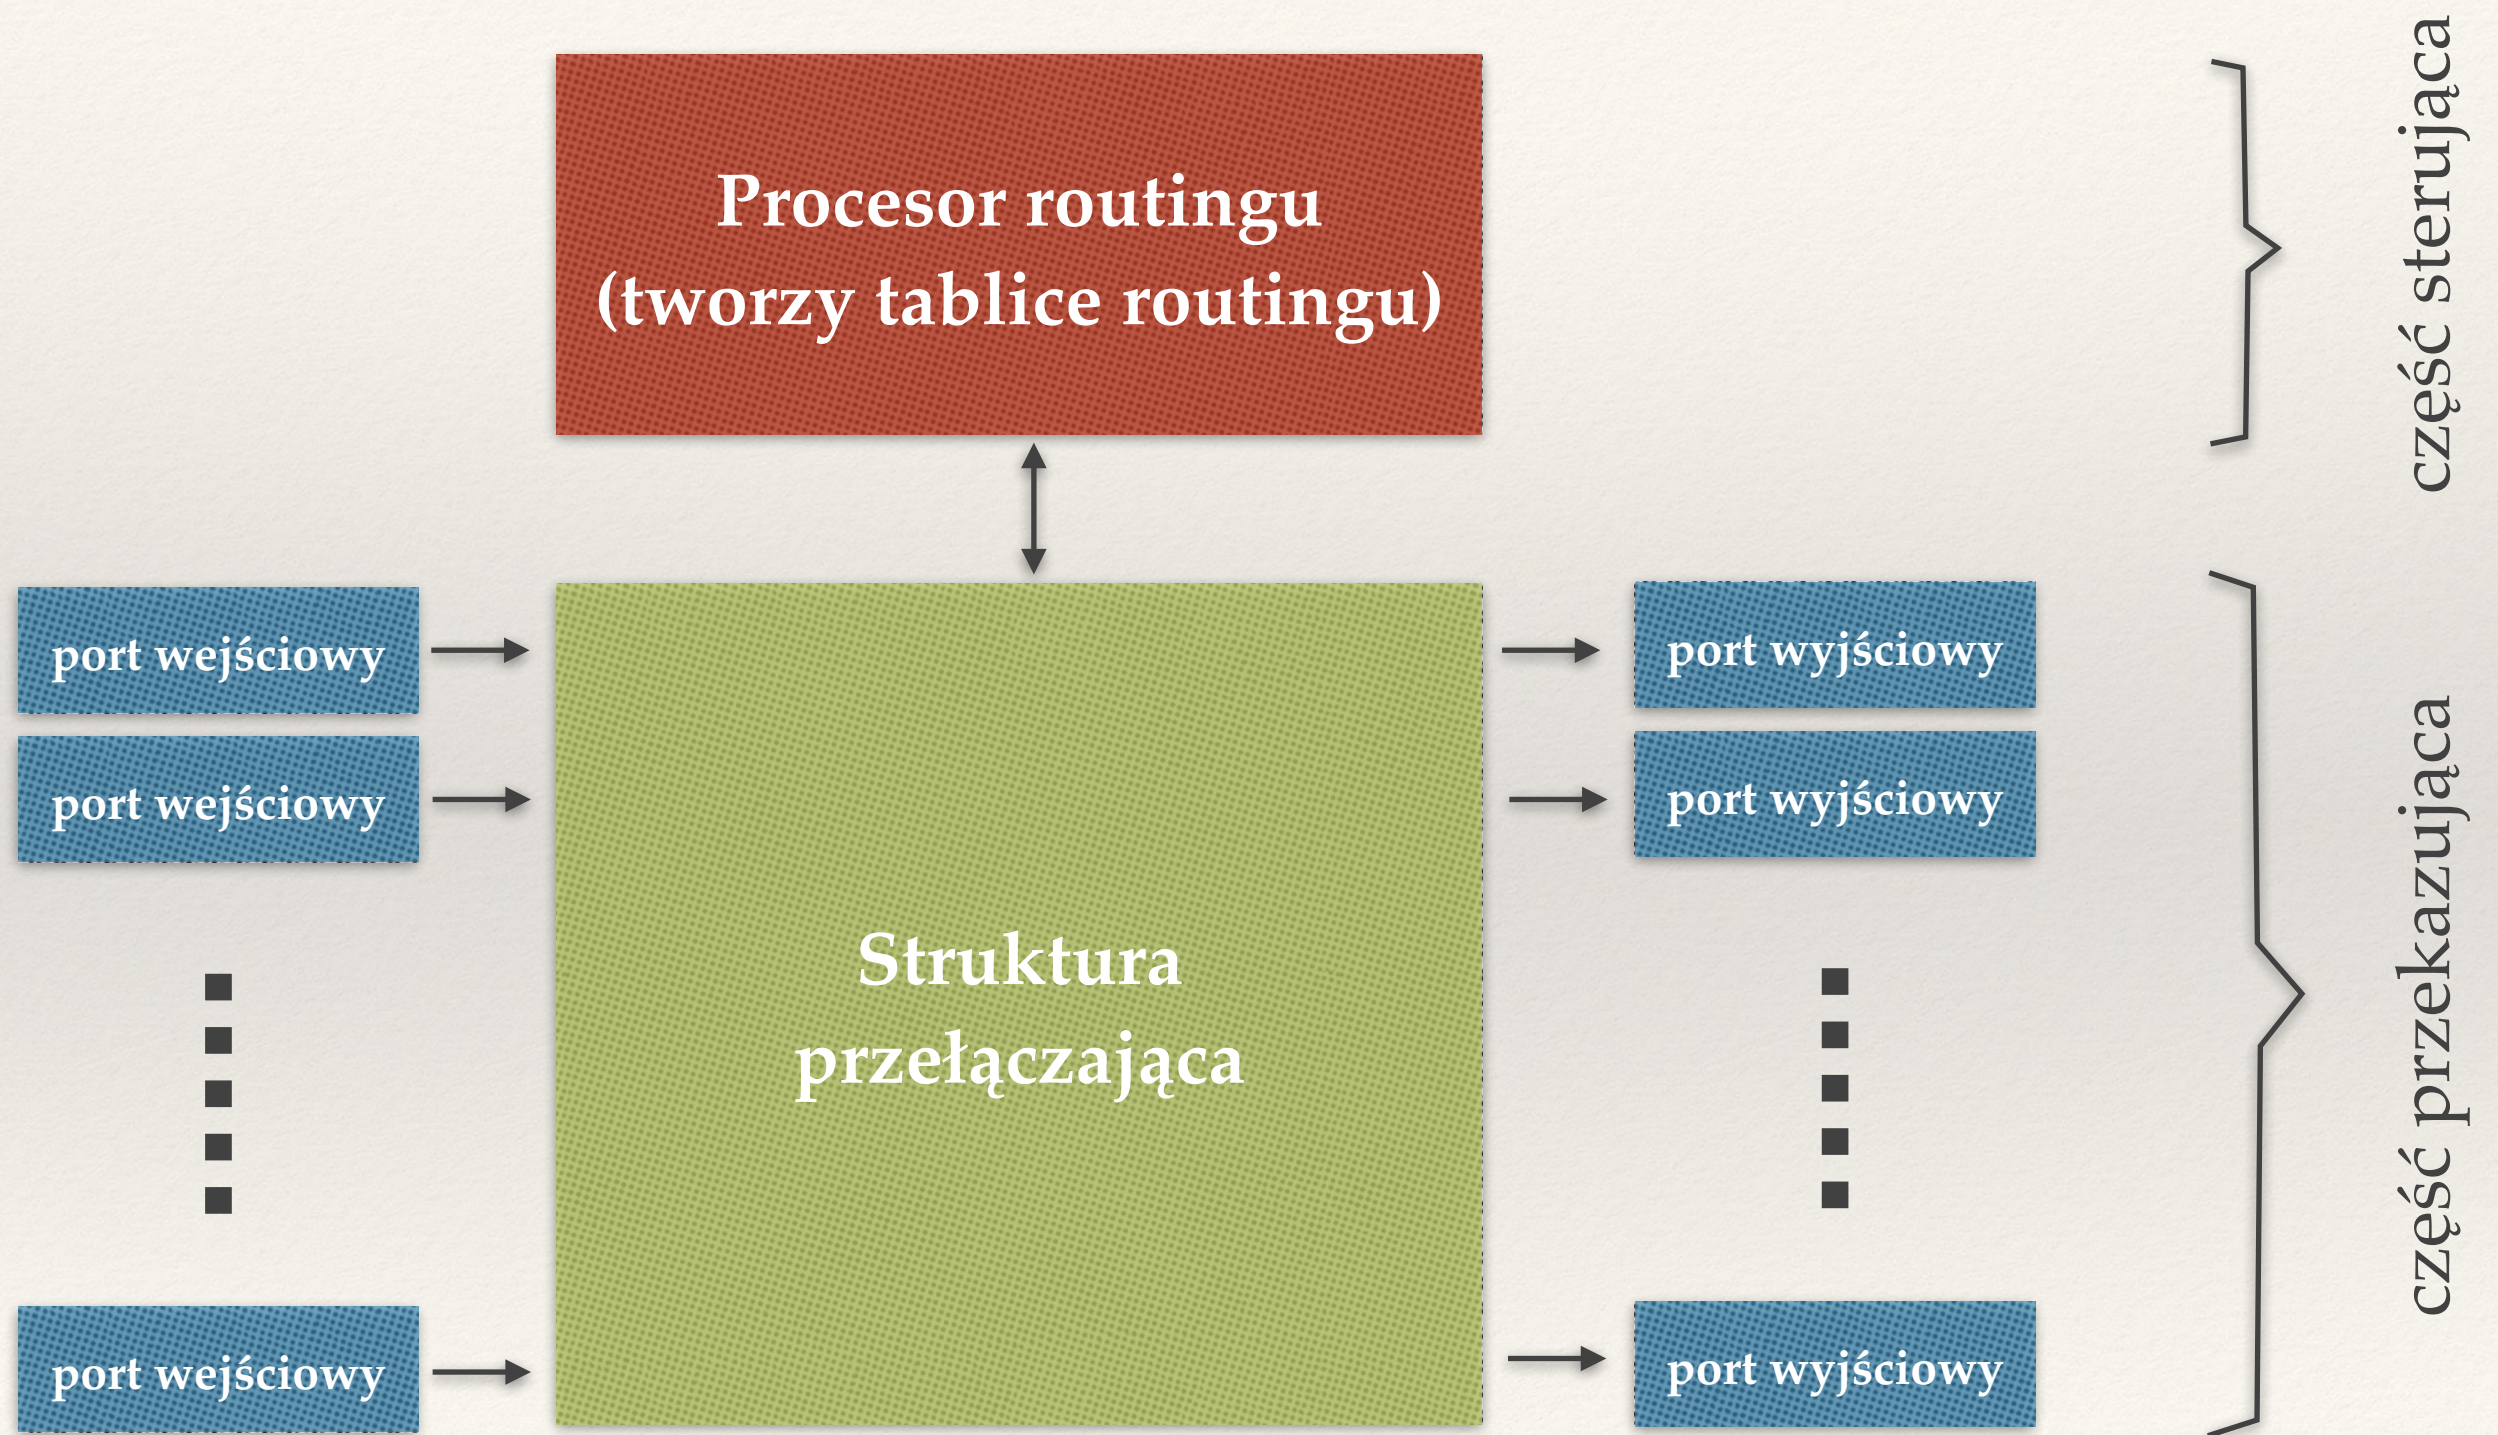 Procesor routingu
(tworzy tablice routingu)
część sterująca
port wejściowy
port wyjściowy
port wejściowy
port wyjściowy
Struktura
przełączająca
część przekazująca
port wejściowy
port wyjściowy